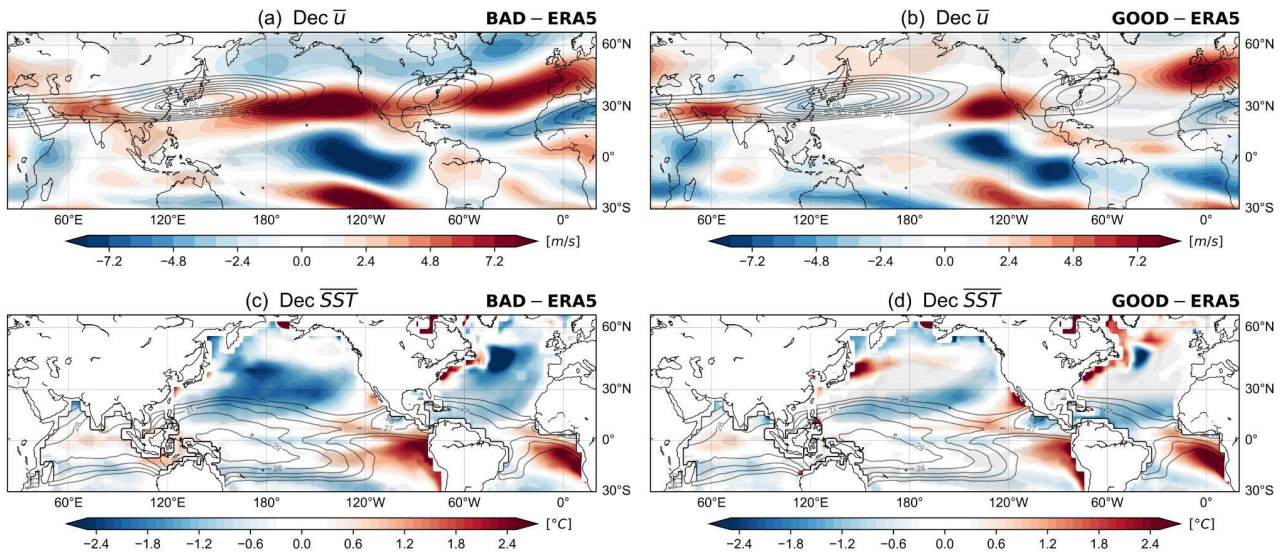 (a) Dec u̅ BAD – ERA5
(b) Dec u̅ GOOD – ERA5
60°N
30°N
0°
30°S
60°E 120°E 180° 120°W 60°W 0°
60°N
30°N
0°
30°S
60°E 120°E 180° 120°W 60°W 0°
−7.2 −4.8 −2.4 0.0 2.4 4.8 7.2 [m/s]
−7.2 −4.8 −2.4 0.0 2.4 4.8 7.2 [m/s]
(c) Dec S̅S̅T̅ BAD – ERA5
(d) Dec S̅S̅T̅ GOOD – ERA5
60°N
30°N
0°
30°S
60°E 120°E 180° 120°W 60°W 0°
60°N
30°N
0°
30°S
60°E 120°E 180° 120°W 60°W 0°
−2.4 −1.8 −1.2 −0.6 0.0 0.6 1.2 1.8 2.4 [°C]
−2.4 −1.8 −1.2 −0.6 0.0 0.6 1.2 1.8 2.4 [°C]